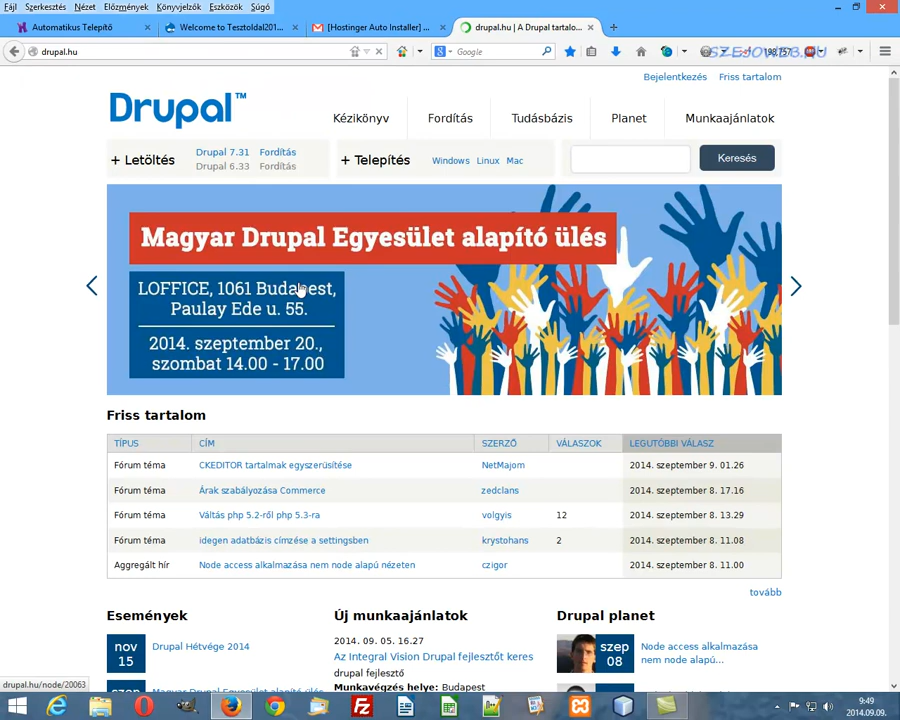 Fájl Szerkesztés Nézet Előzmények Könyvjelzők Eszközök Súgó
Automatikus Telepítő × Welcome to Tesztoldal201... × [Hostinger Auto Installer] ... × drupal.hu | A Drupal tartalo... × +
drupal.hu Google
SZEJOWEB.HU
Bejelentkezés Friss tartalom
Drupal™
Kézikönyv Fordítás Tudásbázis Planet Munkaajánlatok
+ Letöltés Drupal 7.31 Fordítás + Telepítés Windows Linux Mac Keresés
Drupal 6.33 Fordítás
Magyar Drupal Egyesület alapító ülés
LOFFICE, 1061 Budapest,
Paulay Ede u. 55.
2014. szeptember 20.,
szombat 14.00 - 17.00
Friss tartalom
TÍPUS CÍM SZERZŐ VÁLASZOK LEGUTÓBBI VÁLASZ
Fórum téma CKEDITOR tartalmak egyszerüsítése NetMajom 2014. szeptember 9. 01.26
Fórum téma Árak szabályozása Commerce zedclans 2014. szeptember 8. 17.16
Fórum téma Váltás php 5.2-ről php 5.3-ra volgyis 12 2014. szeptember 8. 13.29
Fórum téma idegen adatbázis címzése a settingsben krystohans 2 2014. szeptember 8. 11.08
Aggregált hír Node access alkalmazása nem node alapú nézeten czigor 2014. szeptember 8. 11.00
tovább
Események Új munkaajánlatok Drupal planet
nov
15
Drupal Hétvége 2014
2014. 09. 05. 16.27
Az Integral Vision Drupal fejlesztőt keres
drupal fejlesztő
Munkavégzés helye: Budapest
szep
08
Node access alkalmazása
nem node alapú...
szep Magyar Drupal Egyesület alapító ülés
drupal.hu/node/20063
9:49
2014.09.09.